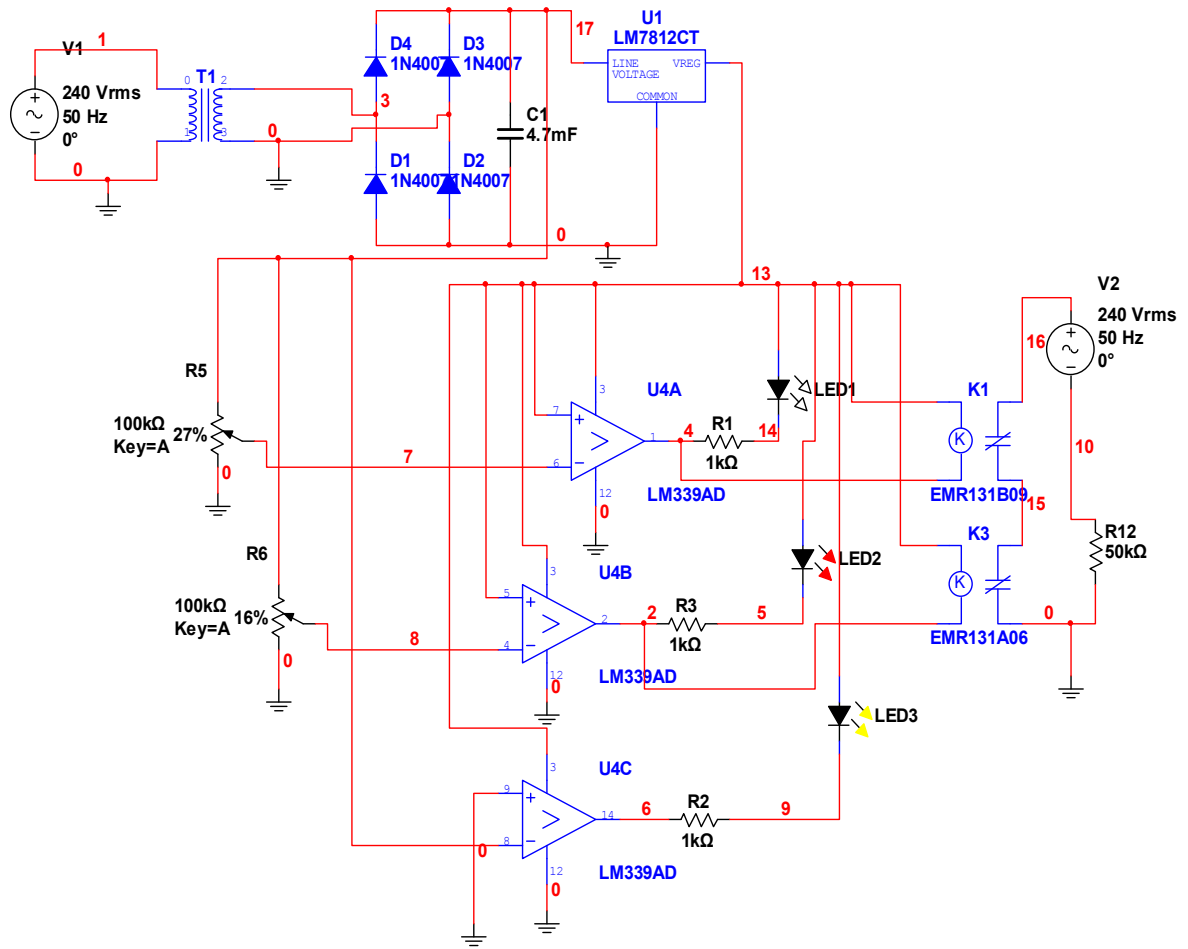 1
V1
240 Vrms
50 Hz
0°
0
0
1
T1
2
3
0
3
D4
1N4007
D3
1N4007
D1
1N4007
D2
1N4007
C1
4.7mF
0
17
U1
LM7812CT
LINE
VOLTAGE
VREG
COMMON
13
R5
100kΩ
Key=A
27%
0
7
R6
100kΩ
Key=A
16%
0
8
U4A
3
7
6
1
12
0
LM339AD
4
R1
1kΩ
14
LED1
U4B
3
5
4
2
12
0
LM339AD
2
R3
1kΩ
5
LED2
U4C
3
9
8
14
12
0
0
LM339AD
6
R2
1kΩ
9
LED3
K1
K
EMR131B09
15
K3
K
EMR131A06
16
V2
240 Vrms
50 Hz
0°
10
R12
50kΩ
0